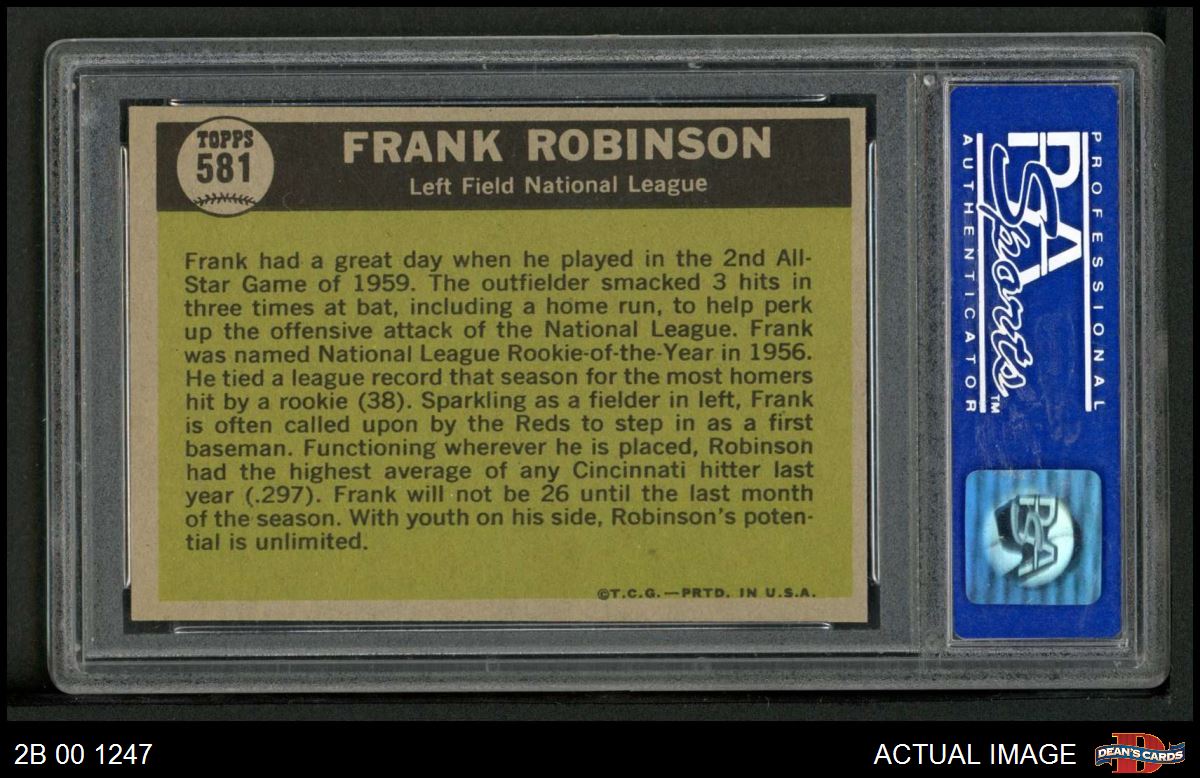 TOPPS
581
FRANK ROBINSON
Left Field National League
Frank had a great day when he played in the 2nd All-
Star Game of 1959. The outfielder smacked 3 hits in
three times at bat, including a home run, to help perk
up the offensive attack of the National League. Frank
was named National League Rookie-of-the-Year in 1956.
He tied a league record that season for the most homers
hit by a rookie (38). Sparkling as a fielder in left, Frank
is often called upon by the Reds to step in as a first
baseman. Functioning wherever he is placed, Robinson
had the highest average of any Cincinnati hitter last
year (.297). Frank will not be 26 until the last month
of the season. With youth on his side, Robinson's poten-
tial is unlimited.
©T.C.G.—PRTD. IN U.S.A.
PROFESSIONAL
PSA
Sports™
AUTHENTICATOR
PSA
2B 00 1247
ACTUAL IMAGE
DEAN'S CARDS